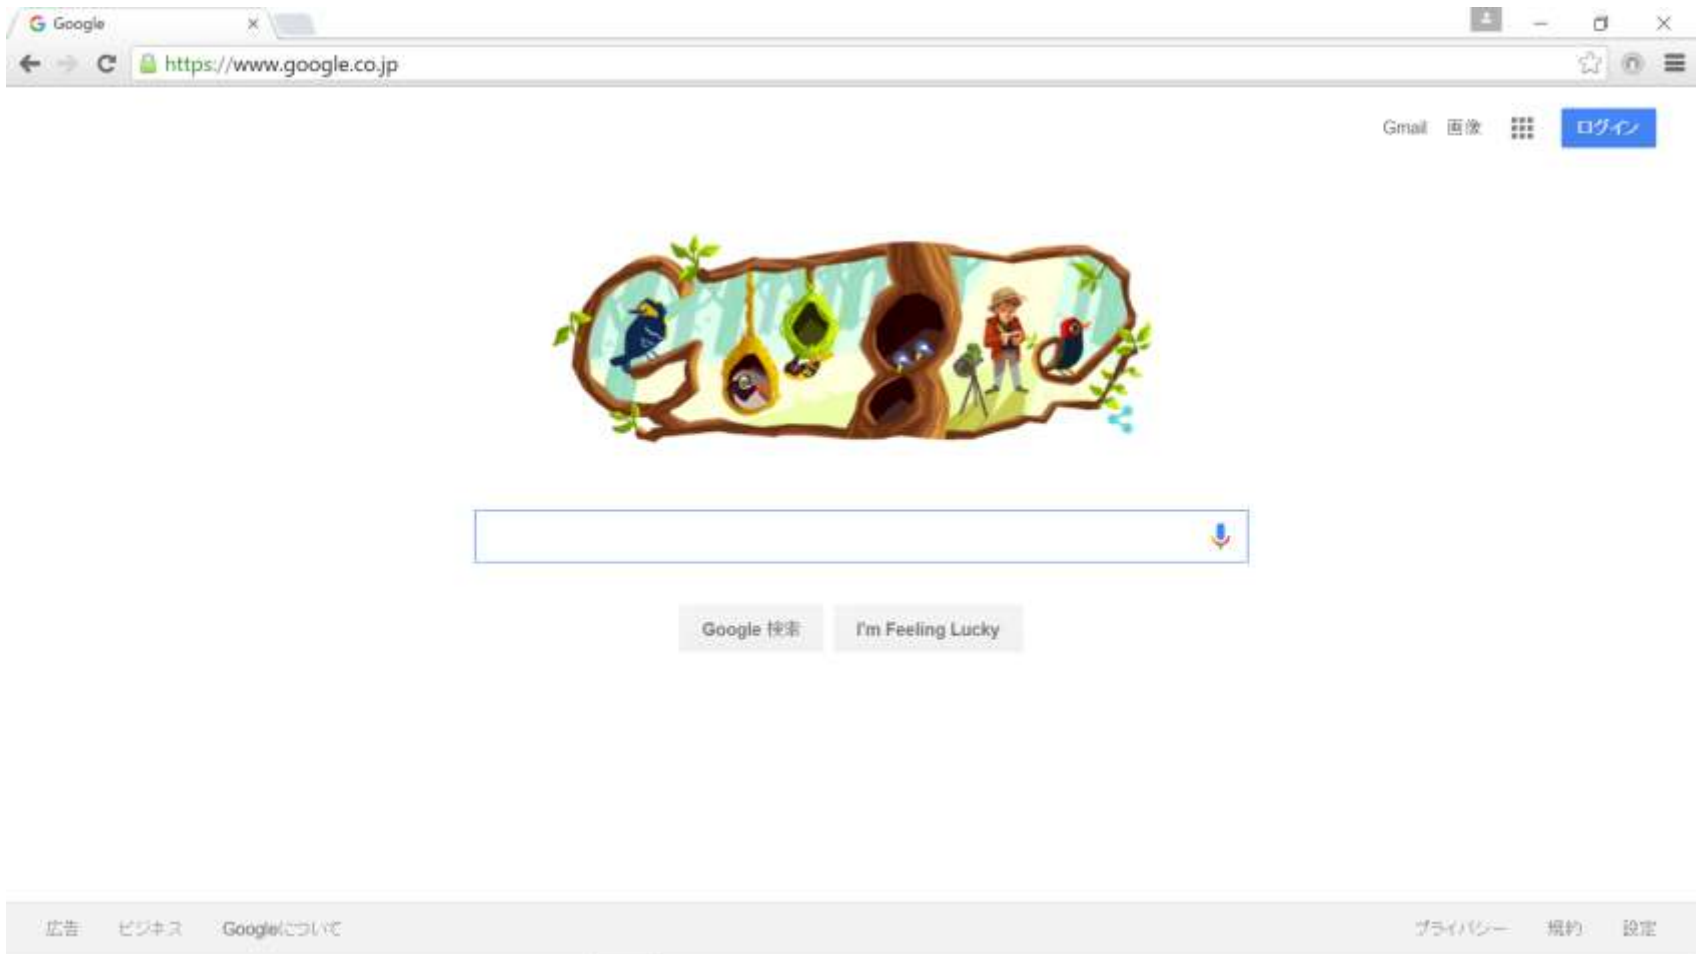 Google
https://www.google.co.jp
Gmail 画像 ログイン
Google 検索 I'm Feeling Lucky
広告 ビジネス Googleについて プライバシー 規約 設定